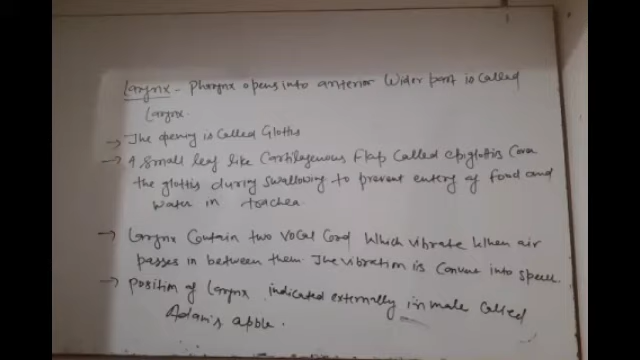 Larynx - Pharynx opens into anterior wider part is called
Larynx.
→ The opening is called Glottis
→ A small leaf like cartilagenous flap called epiglottis cover
the glottis during swallowing to prevent entery of food and
water in trachea.
→ Larynx contain two vocal cord which vibrate when air
passes in between them. The vibration is conver into speech.
→ Position of Larynx indicated externally in male called
Adam's apple.